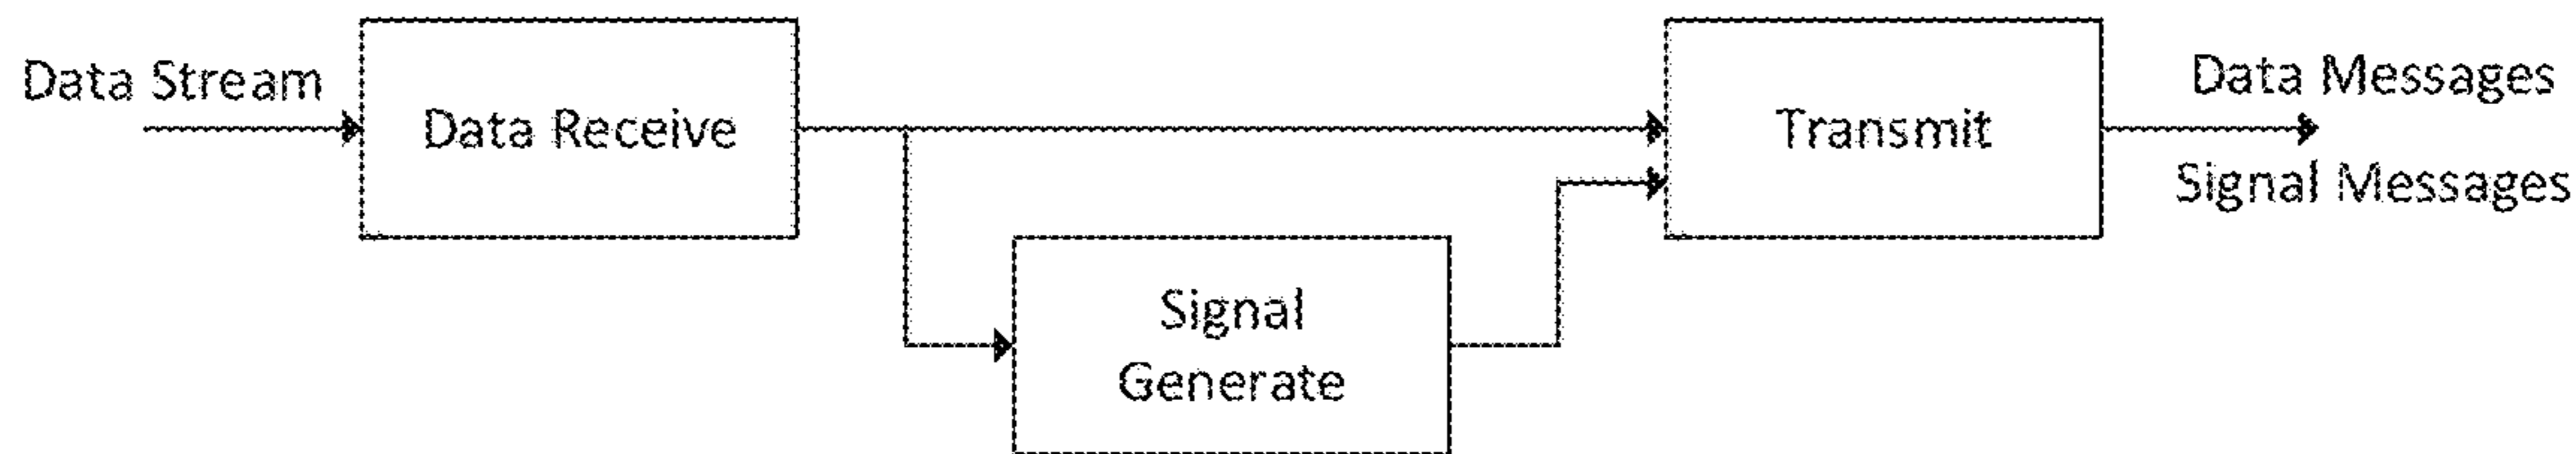 Data Stream
Data Receive
Transmit
Data Messages
Signal Messages
Signal
Generate